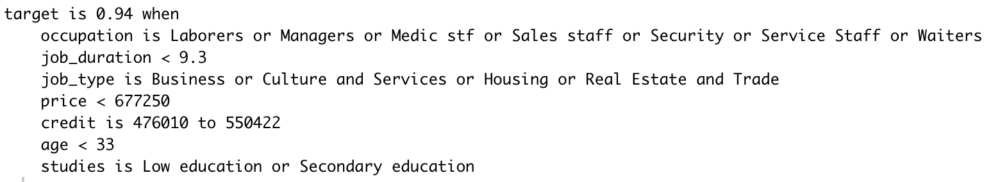 target is 0.94 when
occupation is Laborers or Managers or Medic stf or Sales staff or Security or Service Staff or Waiters
job_duration < 9.3
job_type is Business or Culture and Services or Housing or Real Estate and Trade
price < 677250
credit is 476010 to 550422
age < 33
studies is Low education or Secondary education